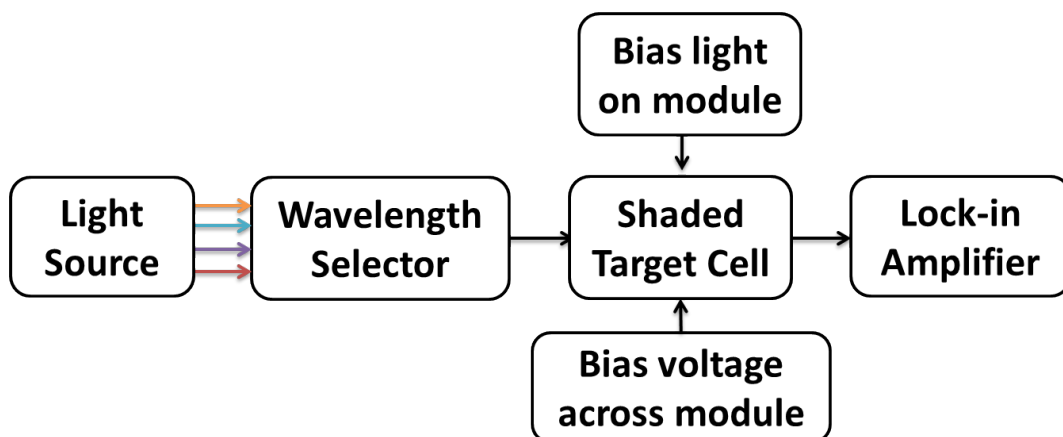 Bias light
on module
Light
Source
Wavelength
Selector
Shaded
Target Cell
Lock-in
Amplifier
Bias voltage
across module